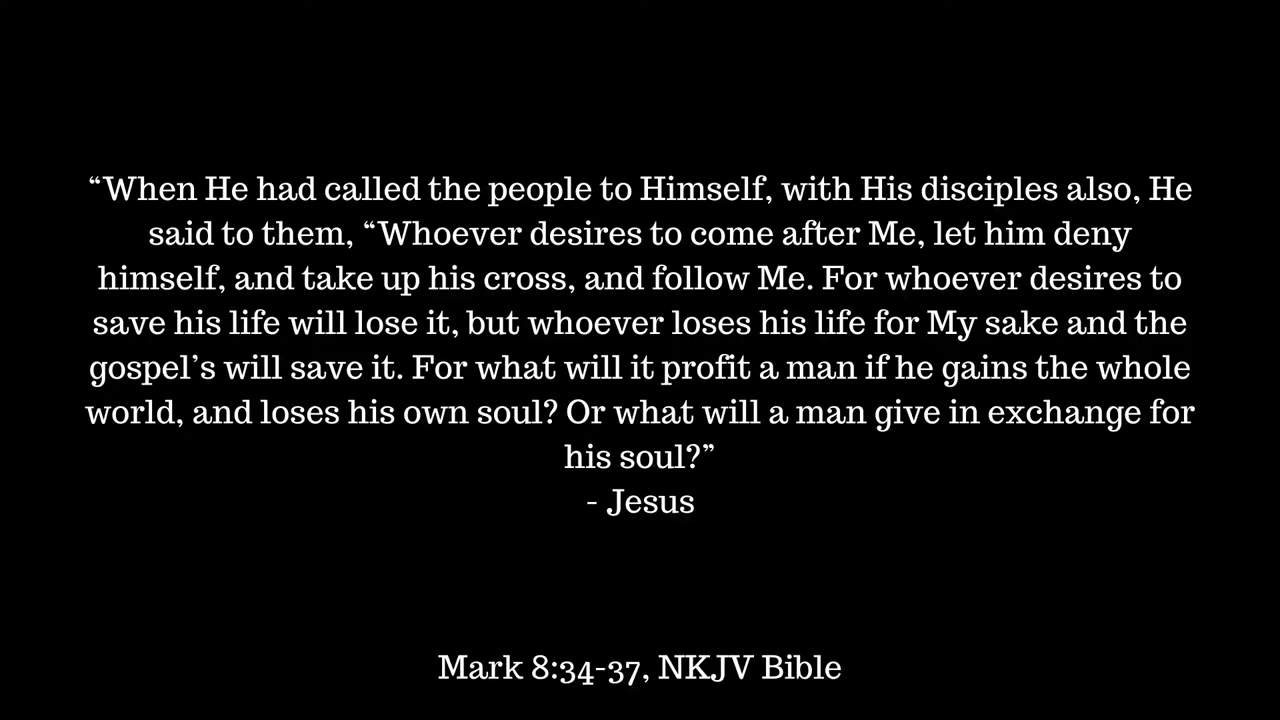 “When He had called the people to Himself, with His disciples also, He
said to them, “Whoever desires to come after Me, let him deny
himself, and take up his cross, and follow Me. For whoever desires to
save his life will lose it, but whoever loses his life for My sake and the
gospel’s will save it. For what will it profit a man if he gains the whole
world, and loses his own soul? Or what will a man give in exchange for
his soul?”
- Jesus
Mark 8:34-37, NKJV Bible